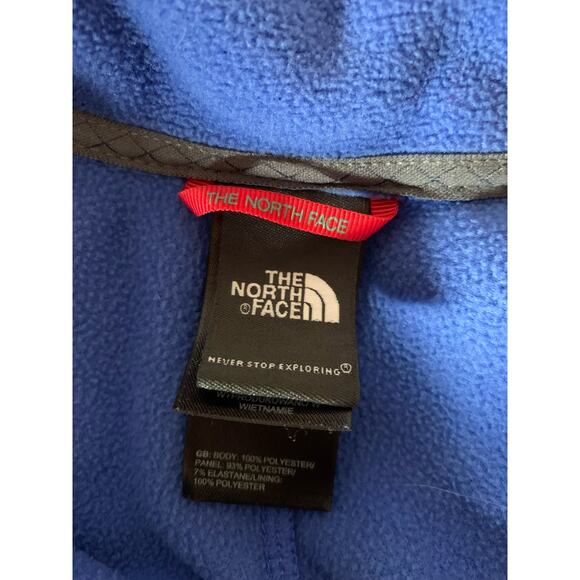 THE NORTH FACE
THE
NORTH
®FACE
NEVER STOP EXPLORING®
WYPRODUKOWANO W
WIETNAMIE
GB: BODY: 100% POLYESTER/
PANEL: 93% POLYESTER/
7% ELASTANE/LINING:
100% POLYESTER